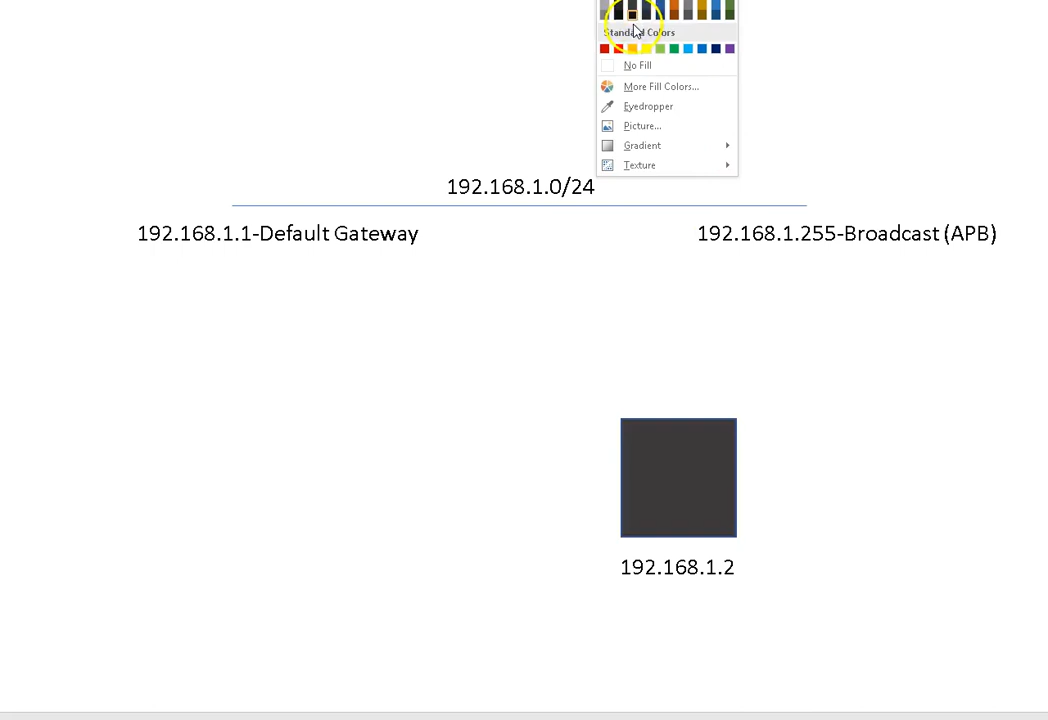 Standard Colors
No Fill
More Fill Colors...
Eyedropper
Picture...
Gradient
Texture
192.168.1.0/24
192.168.1.1-Default Gateway
192.168.1.255-Broadcast (APB)
192.168.1.2